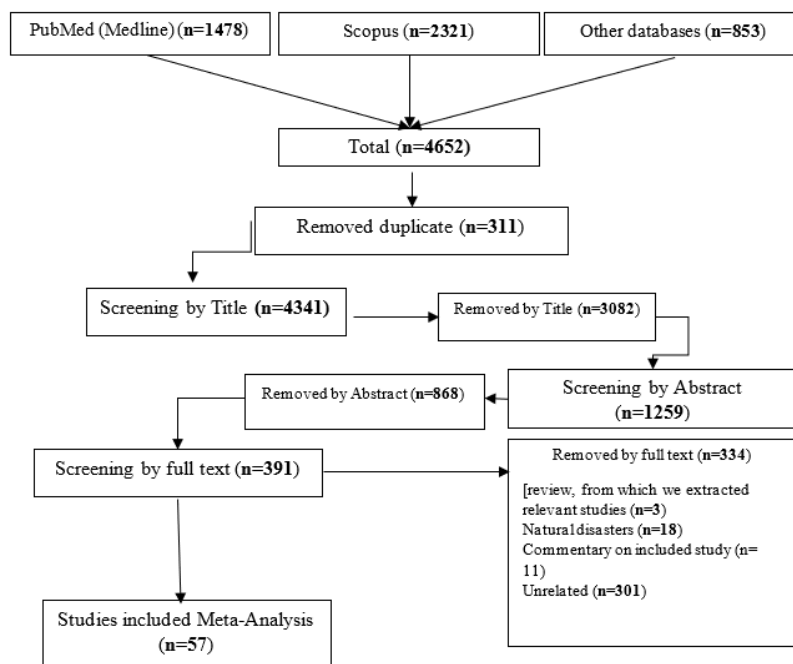 PubMed (Medline) (n=1478)
Scopus (n=2321)
Other databases (n=853)
Total (n=4652)
Removed duplicate (n=311)
Screening by Title (n=4341)
Removed by Title (n=3082)
Screening by Abstract
(n=1259)
Removed by Abstract (n=868)
Screening by full text (n=391)
Removed by full text (n=334)
[review, from which we extracted
relevant studies (n=3)
Natural disasters (n=18)
Commentary on included study (n=
11)
Unrelated (n=301)
Studies included Meta-Analysis
(n=57)